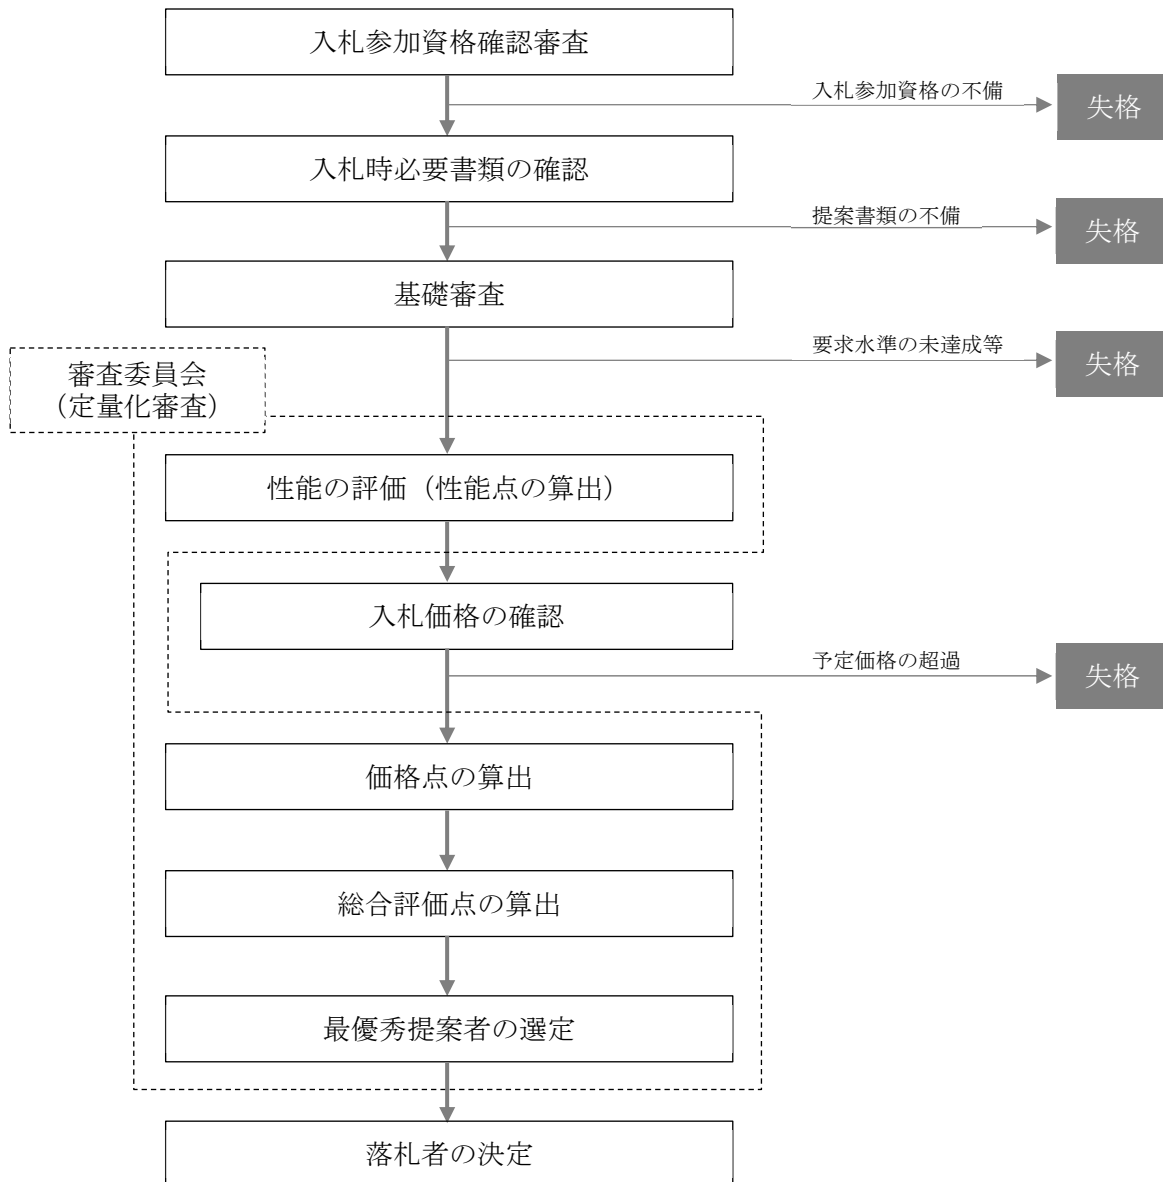 入札参加資格確認審査
入札参加資格の不備
失格
入札時必要書類の確認
提案書類の不備
失格
基礎審査
要求水準の未達成等
失格
審査委員会
（定量化審査）
性能の評価（性能点の算出）
入札価格の確認
予定価格の超過
失格
価格点の算出
総合評価点の算出
最優秀提案者の選定
落札者の決定